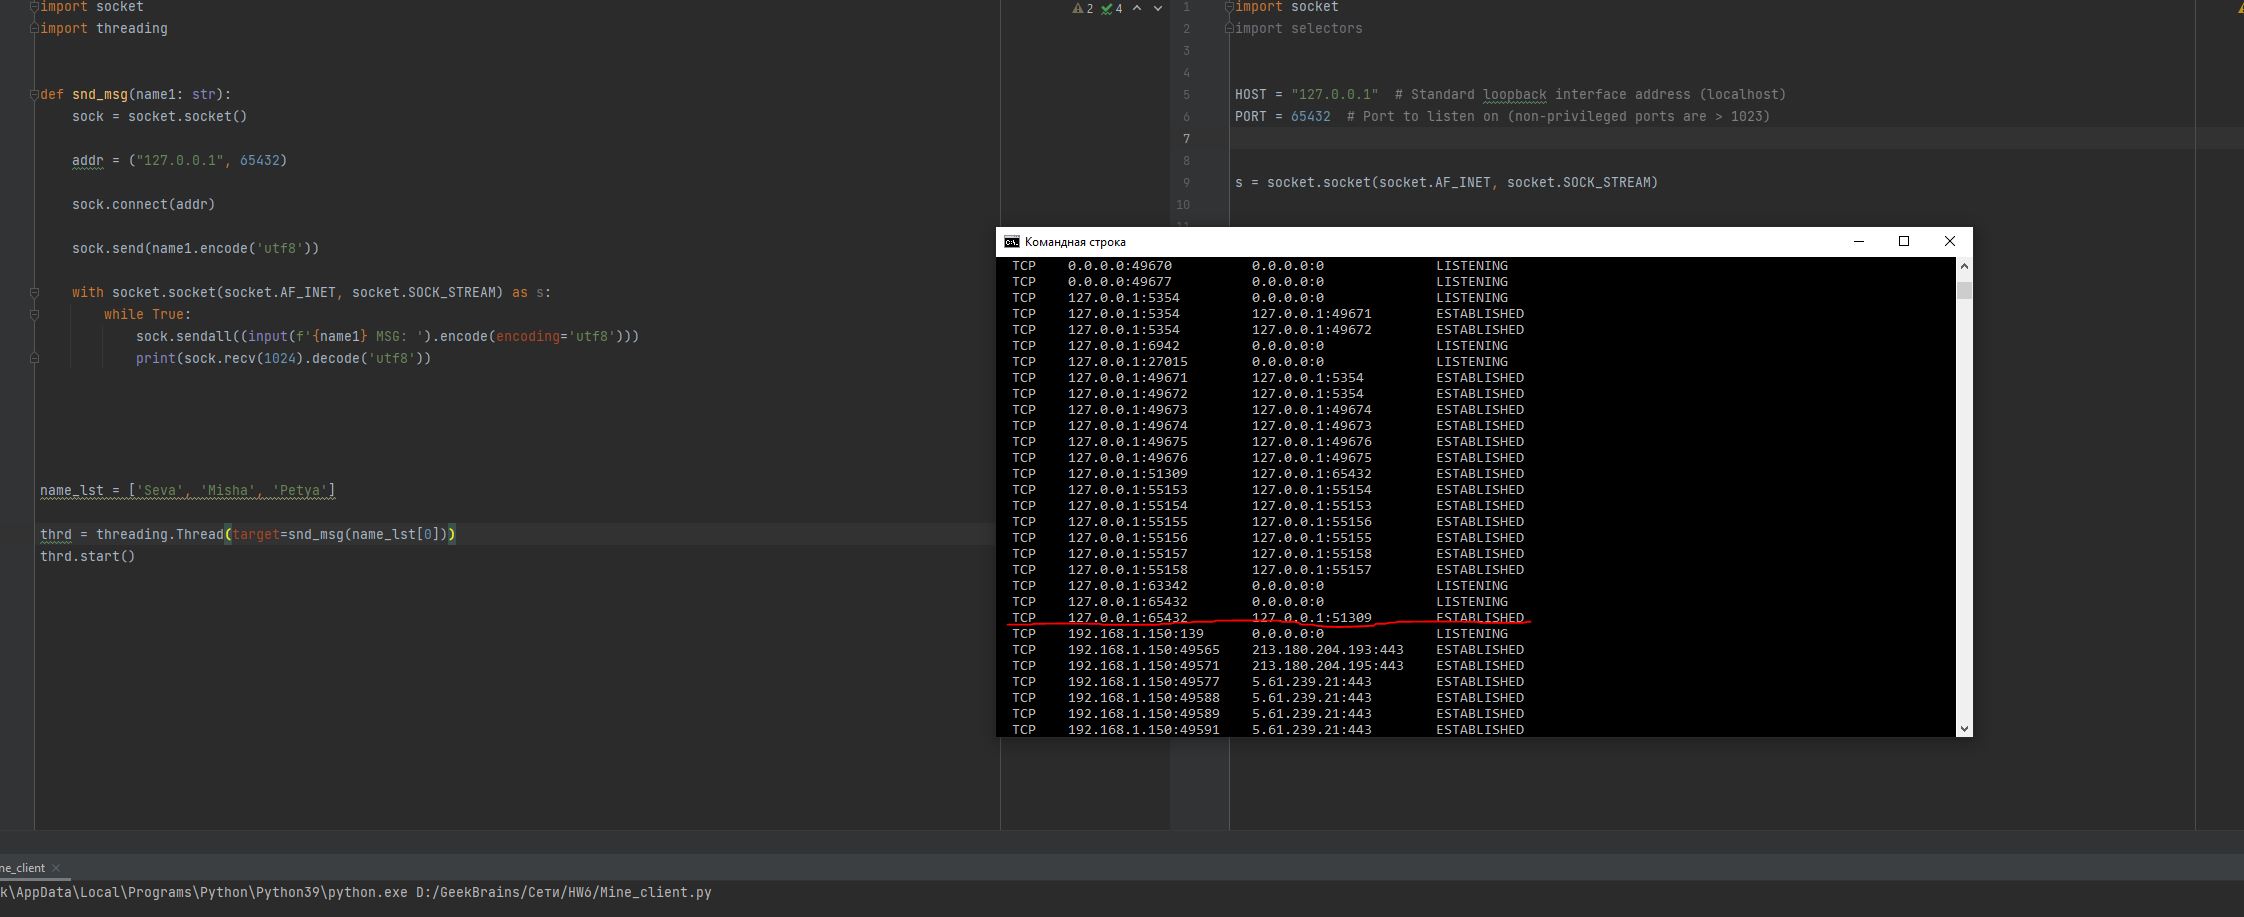 import socket
import threading
def snd_msg(name1: str):
sock = socket.socket()
addr = ("127.0.0.1", 65432)
sock.connect(addr)
sock.send(name1.encode('utf8'))
with socket.socket(socket.AF_INET, socket.SOCK_STREAM) as s:
while True:
sock.sendall((input(f'{name1} MSG: ').encode(encoding='utf8')))
print(sock.recv(1024).decode('utf8'))
name_lst = ['Seva', 'Misha', 'Petya']
thrd = threading.Thread(target=snd_msg(name_lst[0]))
thrd.start()
2 4
1 import socket
2 import selectors
3
4
5 HOST = "127.0.0.1" # Standard loopback interface address (localhost)
6 PORT = 65432 # Port to listen on (non-privileged ports are > 1023)
7
8
9 s = socket.socket(socket.AF_INET, socket.SOCK_STREAM)
10
11
Командная строка
TCP 0.0.0.0:49670 0.0.0.0:0 LISTENING
TCP 0.0.0.0:49677 0.0.0.0:0 LISTENING
TCP 127.0.0.1:5354 0.0.0.0:0 LISTENING
TCP 127.0.0.1:5354 127.0.0.1:49671 ESTABLISHED
TCP 127.0.0.1:5354 127.0.0.1:49672 ESTABLISHED
TCP 127.0.0.1:6942 0.0.0.0:0 LISTENING
TCP 127.0.0.1:27015 0.0.0.0:0 LISTENING
TCP 127.0.0.1:49671 127.0.0.1:5354 ESTABLISHED
TCP 127.0.0.1:49672 127.0.0.1:5354 ESTABLISHED
TCP 127.0.0.1:49673 127.0.0.1:49674 ESTABLISHED
TCP 127.0.0.1:49674 127.0.0.1:49673 ESTABLISHED
TCP 127.0.0.1:49675 127.0.0.1:49676 ESTABLISHED
TCP 127.0.0.1:49676 127.0.0.1:49675 ESTABLISHED
TCP 127.0.0.1:51309 127.0.0.1:65432 ESTABLISHED
TCP 127.0.0.1:55153 127.0.0.1:55154 ESTABLISHED
TCP 127.0.0.1:55154 127.0.0.1:55153 ESTABLISHED
TCP 127.0.0.1:55155 127.0.0.1:55156 ESTABLISHED
TCP 127.0.0.1:55156 127.0.0.1:55155 ESTABLISHED
TCP 127.0.0.1:55157 127.0.0.1:55158 ESTABLISHED
TCP 127.0.0.1:55158 127.0.0.1:55157 ESTABLISHED
TCP 127.0.0.1:63342 0.0.0.0:0 LISTENING
TCP 127.0.0.1:65432 0.0.0.0:0 LISTENING
TCP 127.0.0.1:65432 127.0.0.1:51309 ESTABLISHED
TCP 192.168.1.150:139 0.0.0.0:0 LISTENING
TCP 192.168.1.150:49565 213.180.204.193:443 ESTABLISHED
TCP 192.168.1.150:49571 213.180.204.195:443 ESTABLISHED
TCP 192.168.1.150:49577 5.61.239.21:443 ESTABLISHED
TCP 192.168.1.150:49588 5.61.239.21:443 ESTABLISHED
TCP 192.168.1.150:49589 5.61.239.21:443 ESTABLISHED
TCP 192.168.1.150:49591 5.61.239.21:443 ESTABLISHED
ne_client
k\AppData\Local\Programs\Python\Python39\python.exe D:/GeekBrains/Сети/HW6/Mine_client.py